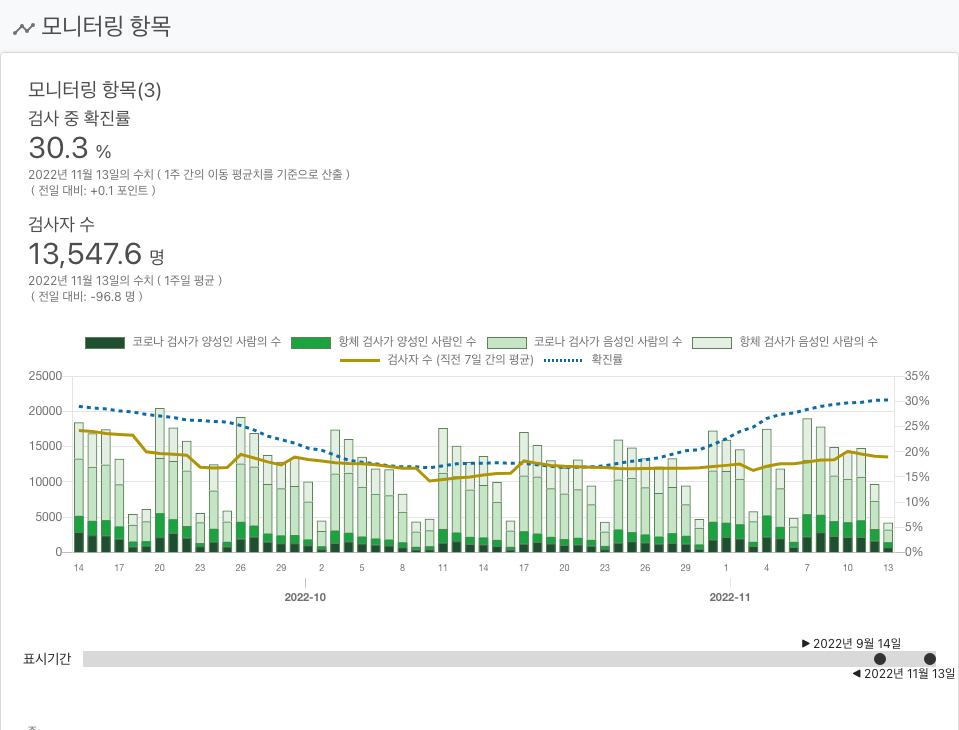 모니터링 항목
모니터링 항목(3)
검사 중 확진률
30.3 %
2022년 11월 13일의 수치 ( 1주 간의 이동 평균치를 기준으로 산출 )
( 전일 대비: +0.1 포인트 )
검사자 수
13,547.6 명
2022년 11월 13일의 수치 ( 1주일 평균 )
( 전일 대비: -96.8 명 )
코로나 검사가 양성인 사람의 수 항체 검사가 양성인 사람인 수 코로나 검사가 음성인 사람의 수 항체 검사가 음성인 사람의 수
검사자 수 (직전 7일 간의 평균) 확진률
25000 35%
20000 30%
15000 25%
10000 20%
5000 15%
0 10%
5%
0%
14 17 20 23 26 29 2 5 8 11 14 17 20 23 26 29 1 4 7 10 13
2022-10 2022-11
▶ 2022년 9월 14일
표시기간
◀ 2022년 11월 13일